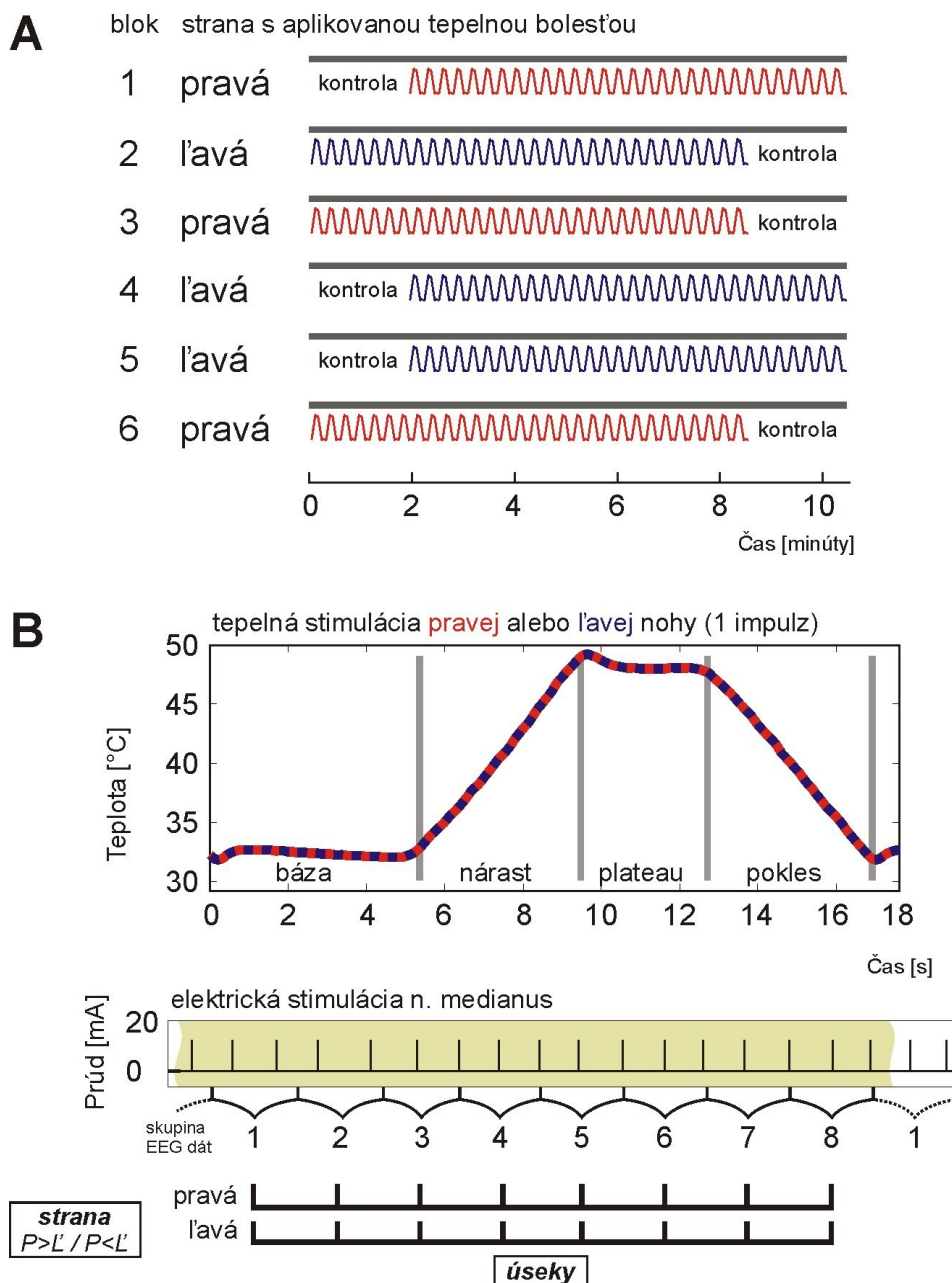 A
blok strana s aplikovanou tepelnou bolesťou
1 pravá kontrola
2 ľavá kontrola
3 pravá kontrola
4 ľavá kontrola
5 ľavá kontrola
6 pravá kontrola
0 2 4 6 8 10
Čas [minúty]
B
tepelná stimulácia pravej alebo ľavej nohy (1 impulz)
Teplota [°C]
50
45
40
35
30
báza nárast plateau pokles
0 2 4 6 8 10 12 14 16 18
Čas [s]
elektrická stimulácia n. medianus
Prúd [mA]
20
0
skupina
EEG dát
1 2 3 4 5 6 7 8 1
pravá
ľavá
strana
P>Ľ / P<Ľ
úseky